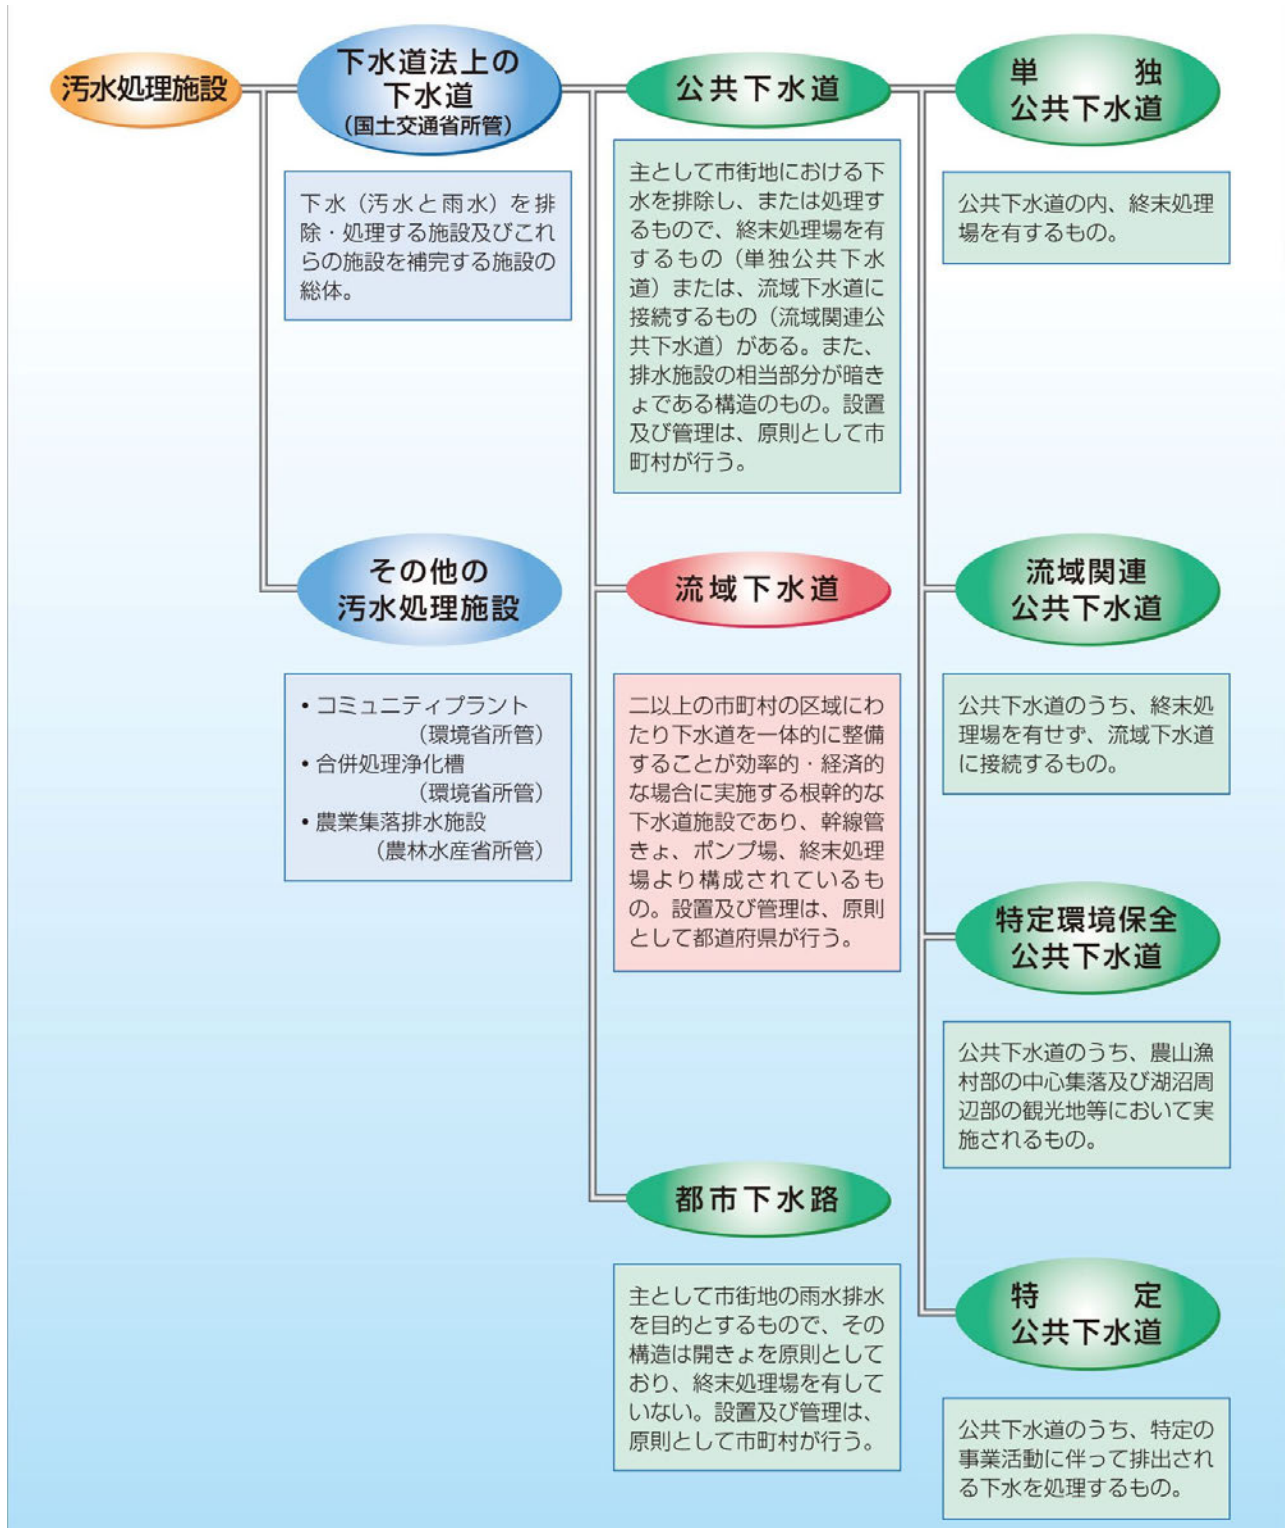 汚水処理施設
下水道法上の
下水道
（国土交通省所管）
下水（汚水と雨水）を排
除・処理する施設及びこれ
らの施設を補完する施設の
総体。
その他の
汚水処理施設
• コミュニティプラント
（環境省所管）
• 合併処理浄化槽
（環境省所管）
• 農業集落排水施設
（農林水産省所管）
公共下水道
主として市街地における下
水を排除し、または処理す
るもので、終末処理場を有
するもの（単独公共下水
道）または、流域下水道に
接続するもの（流域関連公
共下水道）がある。また、
排水施設の相当部分が暗き
ょである構造のもの。設置
及び管理は、原則として市
町村が行う。
流域下水道
二以上の市町村の区域にわ
たり下水道を一体的に整備
することが効率的・経済的
な場合に実施する根幹的な
下水道施設であり、幹線管
きょ、ポンプ場、終末処理
場より構成されているも
の。設置及び管理は、原則
として都道府県が行う。
都市下水路
主として市街地の雨水排水
を目的とするもので、その
構造は開きょを原則として
おり、終末処理場を有して
いない。設置及び管理は、
原則として市町村が行う。
単　独
公共下水道
公共下水道の内、終末処理
場を有するもの。
流域関連
公共下水道
公共下水道のうち、終末処
理場を有せず、流域下水道
に接続するもの。
特定環境保全
公共下水道
公共下水道のうち、農山漁
村部の中心集落及び湖沼周
辺部の観光地等において実
施されるもの。
特　定
公共下水道
公共下水道のうち、特定の
事業活動に伴って排出され
る下水を処理するもの。